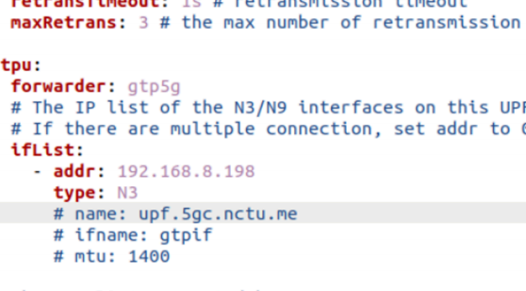 retransTimeout: 1s # retransmission timeout
maxRetrans: 3 # the max number of retransmission
tpu:
forwarder: gtp5g
# The IP list of the N3/N9 interfaces on this UPF
# If there are multiple connection, set addr to 0
ifList:
- addr: 192.168.8.198
type: N3
# name: upf.5gc.nctu.me
# ifname: gtpif
# mtu: 1400